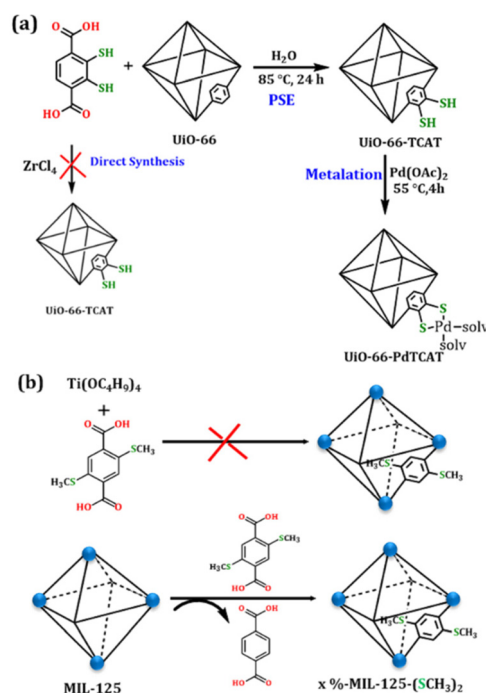 (a)
O
OH
SH
SH
HO
O
+
UiO-66
H₂O
85 °C, 24 h
PSE
SH
SH
UiO-66-TCAT
ZrCl₄
Direct Synthesis
SH
SH
UiO-66-TCAT
Metalation
Pd(OAc)₂
55 °C,4h
S
S
Pd
solv
solv
UiO-66-PdTCAT
(b)
Ti(OC₄H₉)₄
+
O
OH
SCH₃
H₃CS
HO
O
H₃CS
SCH₃
MIL-125
O
OH
SCH₃
H₃CS
HO
O
O
OH
HO
O
H₃CS
SCH₃
x %-MIL-125-(SCH₃)₂